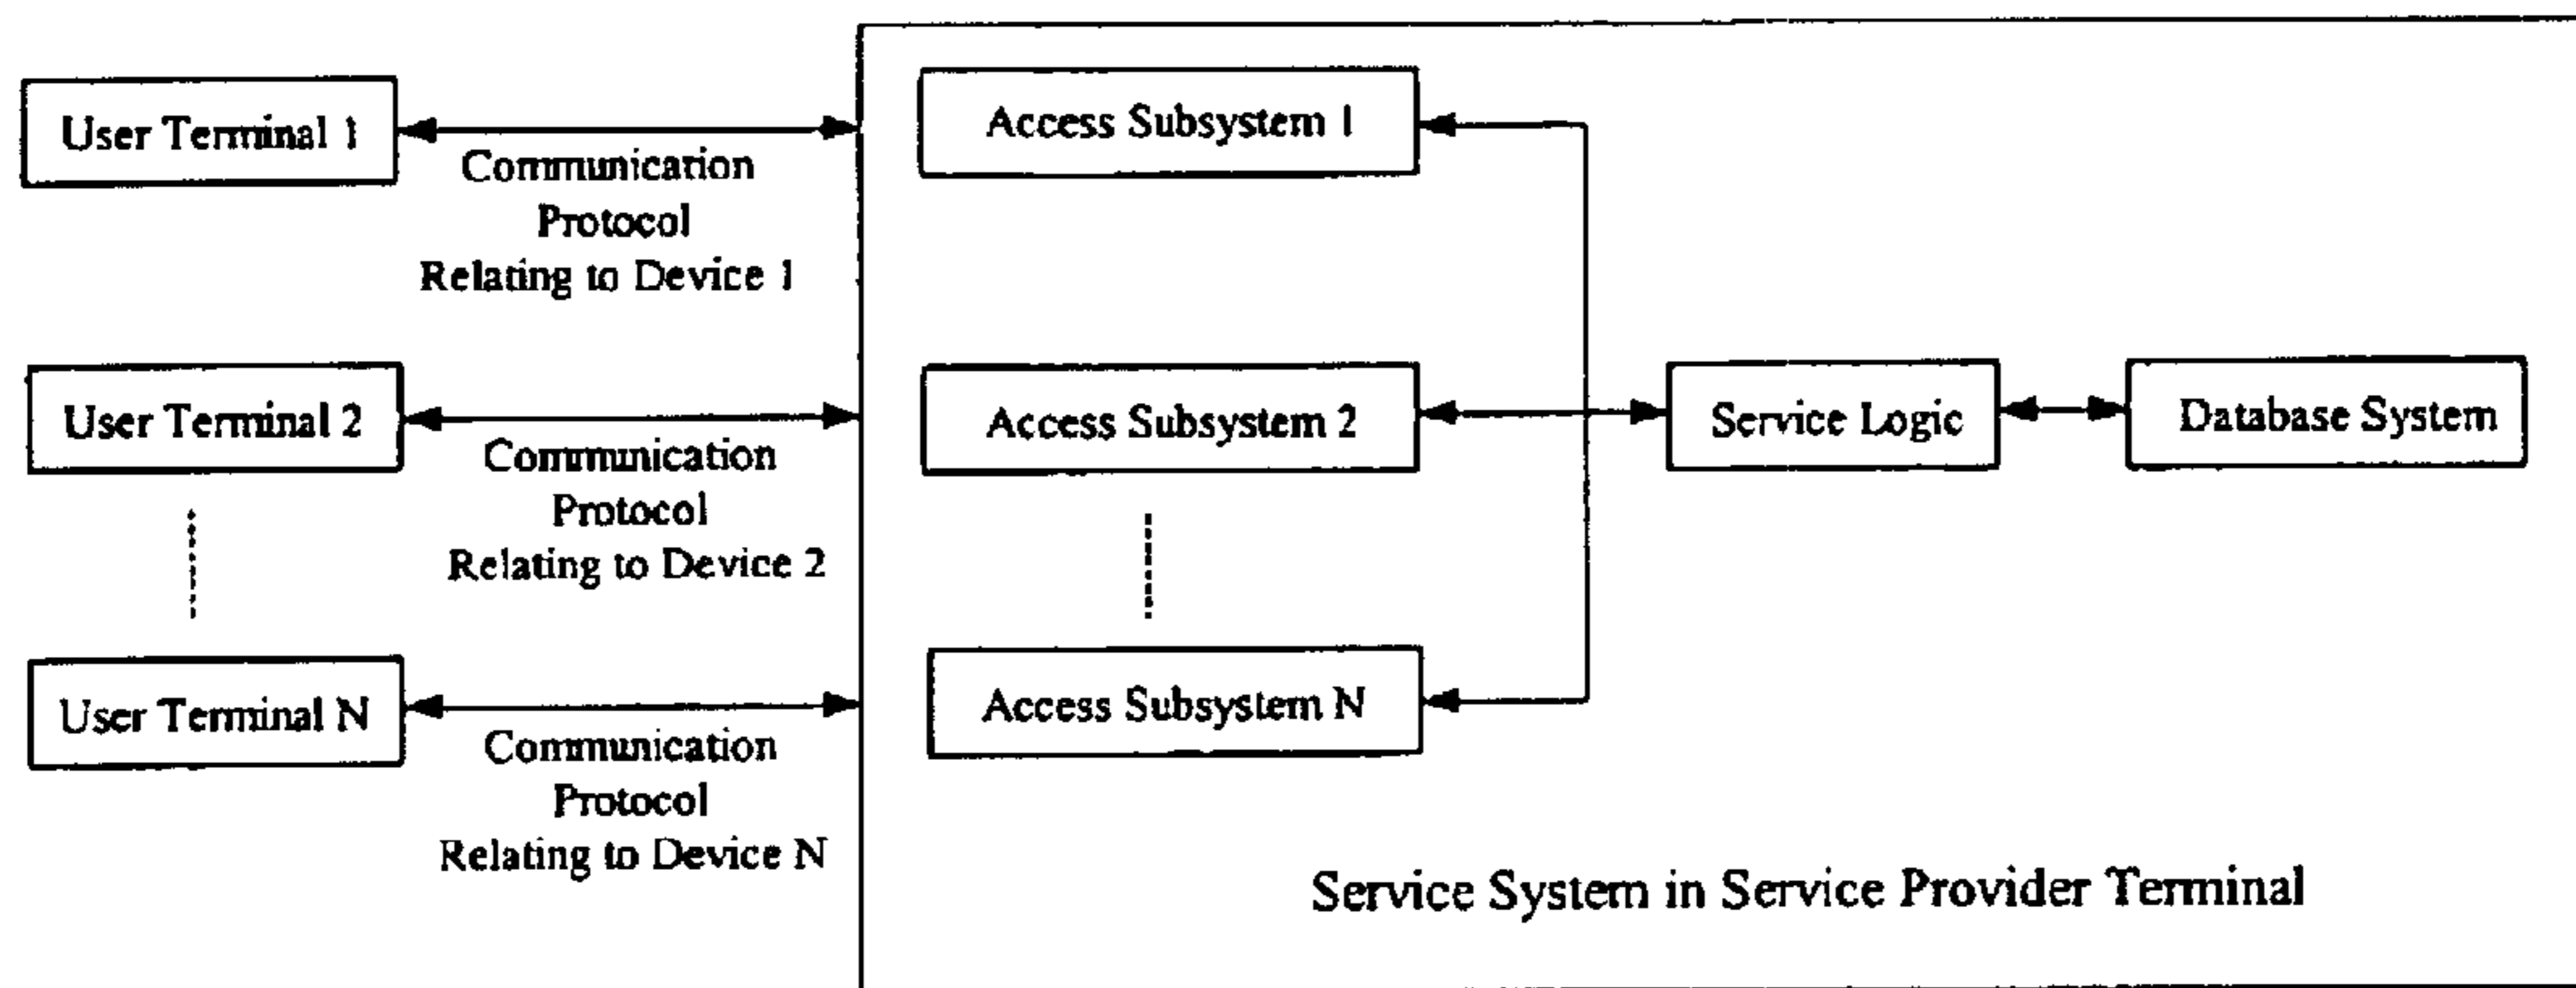 User Terminal 1
Communication
Protocol
Relating to Device 1
Access Subsystem 1
User Terminal 2
Communication
Protocol
Relating to Device 2
Access Subsystem 2
Service Logic
Database System
User Terminal N
Communication
Protocol
Relating to Device N
Access Subsystem N
Service System in Service Provider Terminal